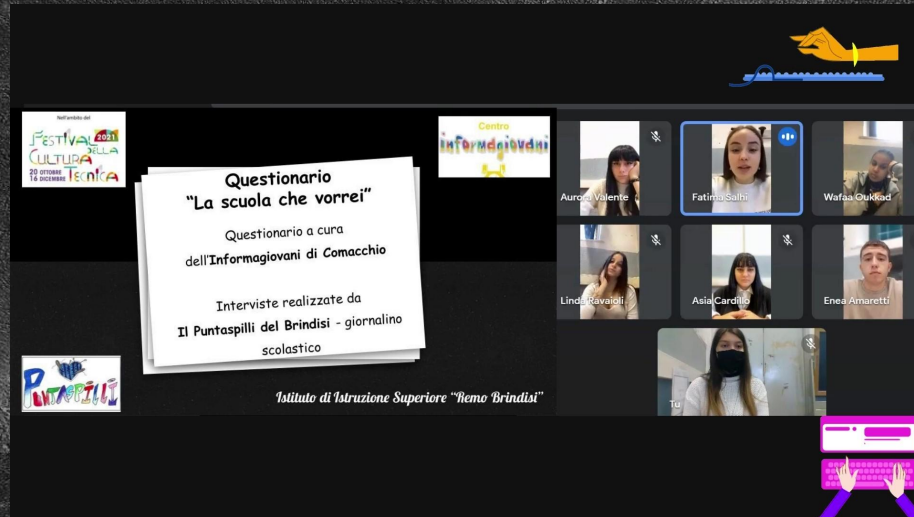 Nell'ambito del
FESTIVAL 2021
DELLA
CULTURA
TECNICA
20 OTTOBRE
16 DICEMBRE
Centro
informagiovani
Questionario
“La scuola che vorrei”
Questionario a cura
dell'Informagiovani di Comacchio
Interviste realizzate da
Il Puntaspilli del Brindisi - giornalino
scolastico
PUNTASPILLI
Istituto di Istruzione Superiore “Remo Brindisi”
Aurora Valente
Fatima Salhi
Wafaa Oukkad
Linda Ravaioli
Asia Cardillo
Enea Amaretti
Tu